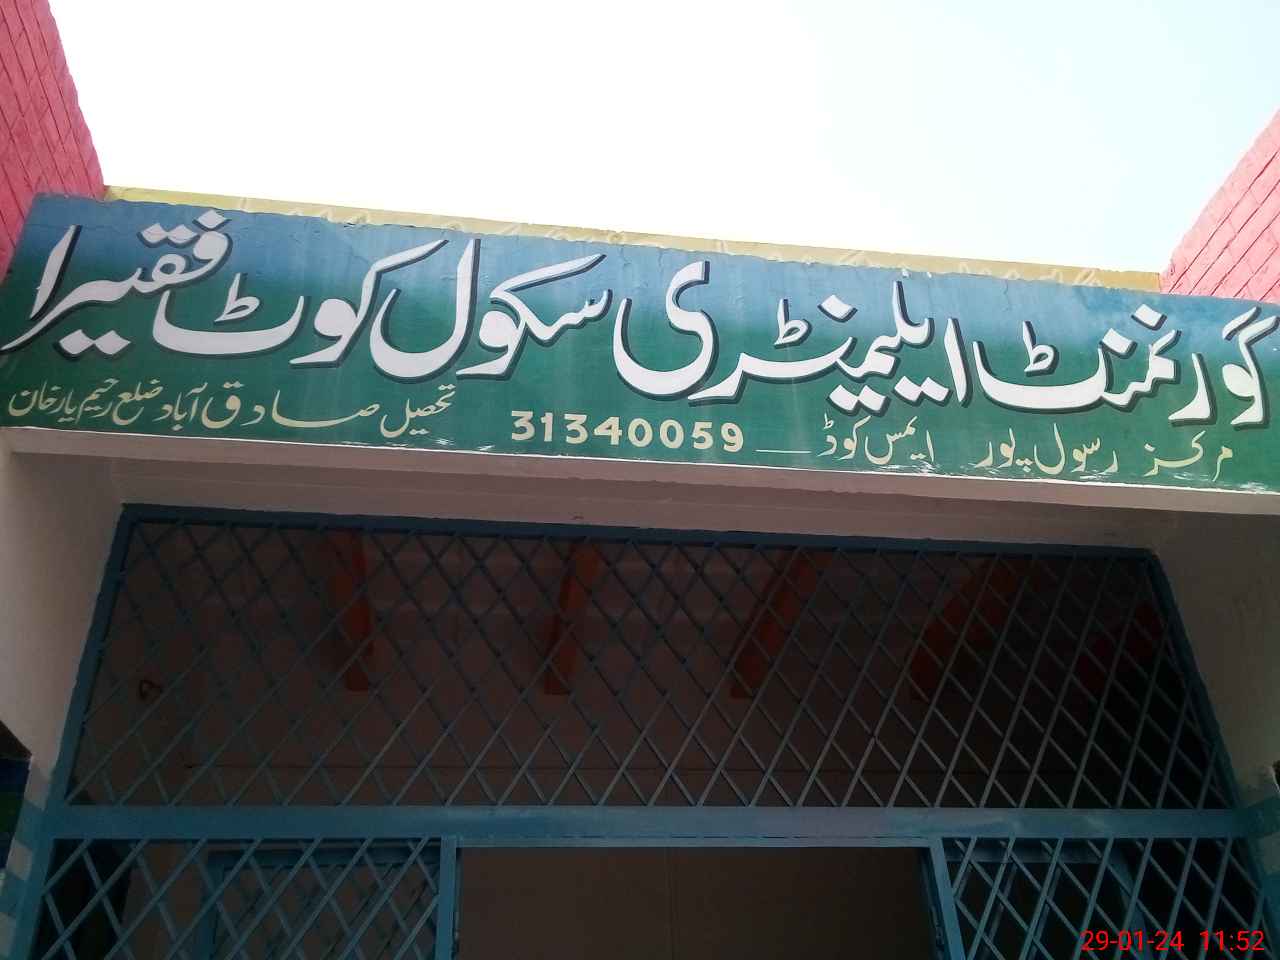 گورنمنٹ ایلیمنٹری سکول کوٹ فقیرا
مرکز رسول پور ایمس کوڈ 31340059 تحصیل صادق آباد ضلع رحیم یار خان
29-01-24 11:52